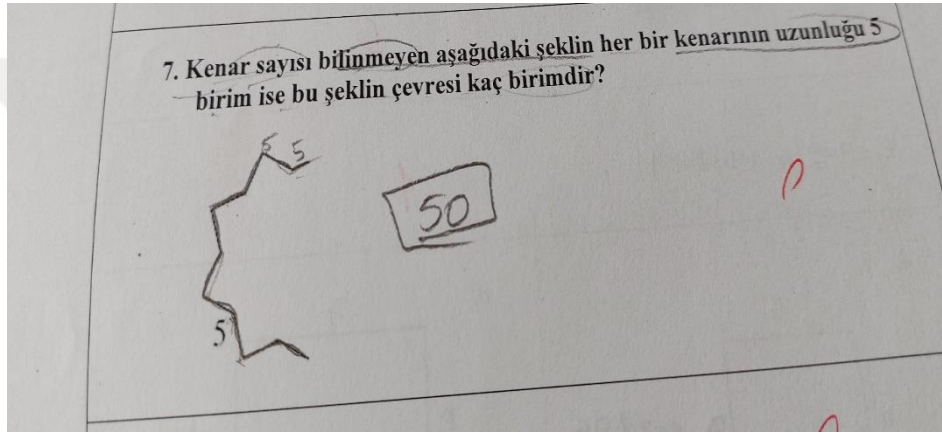 7. Kenar sayısı bilinmeyen aşağıdaki şeklin her bir kenarının uzunluğu 5
birim ise bu şeklin çevresi kaç birimdir?
5 5
50
5